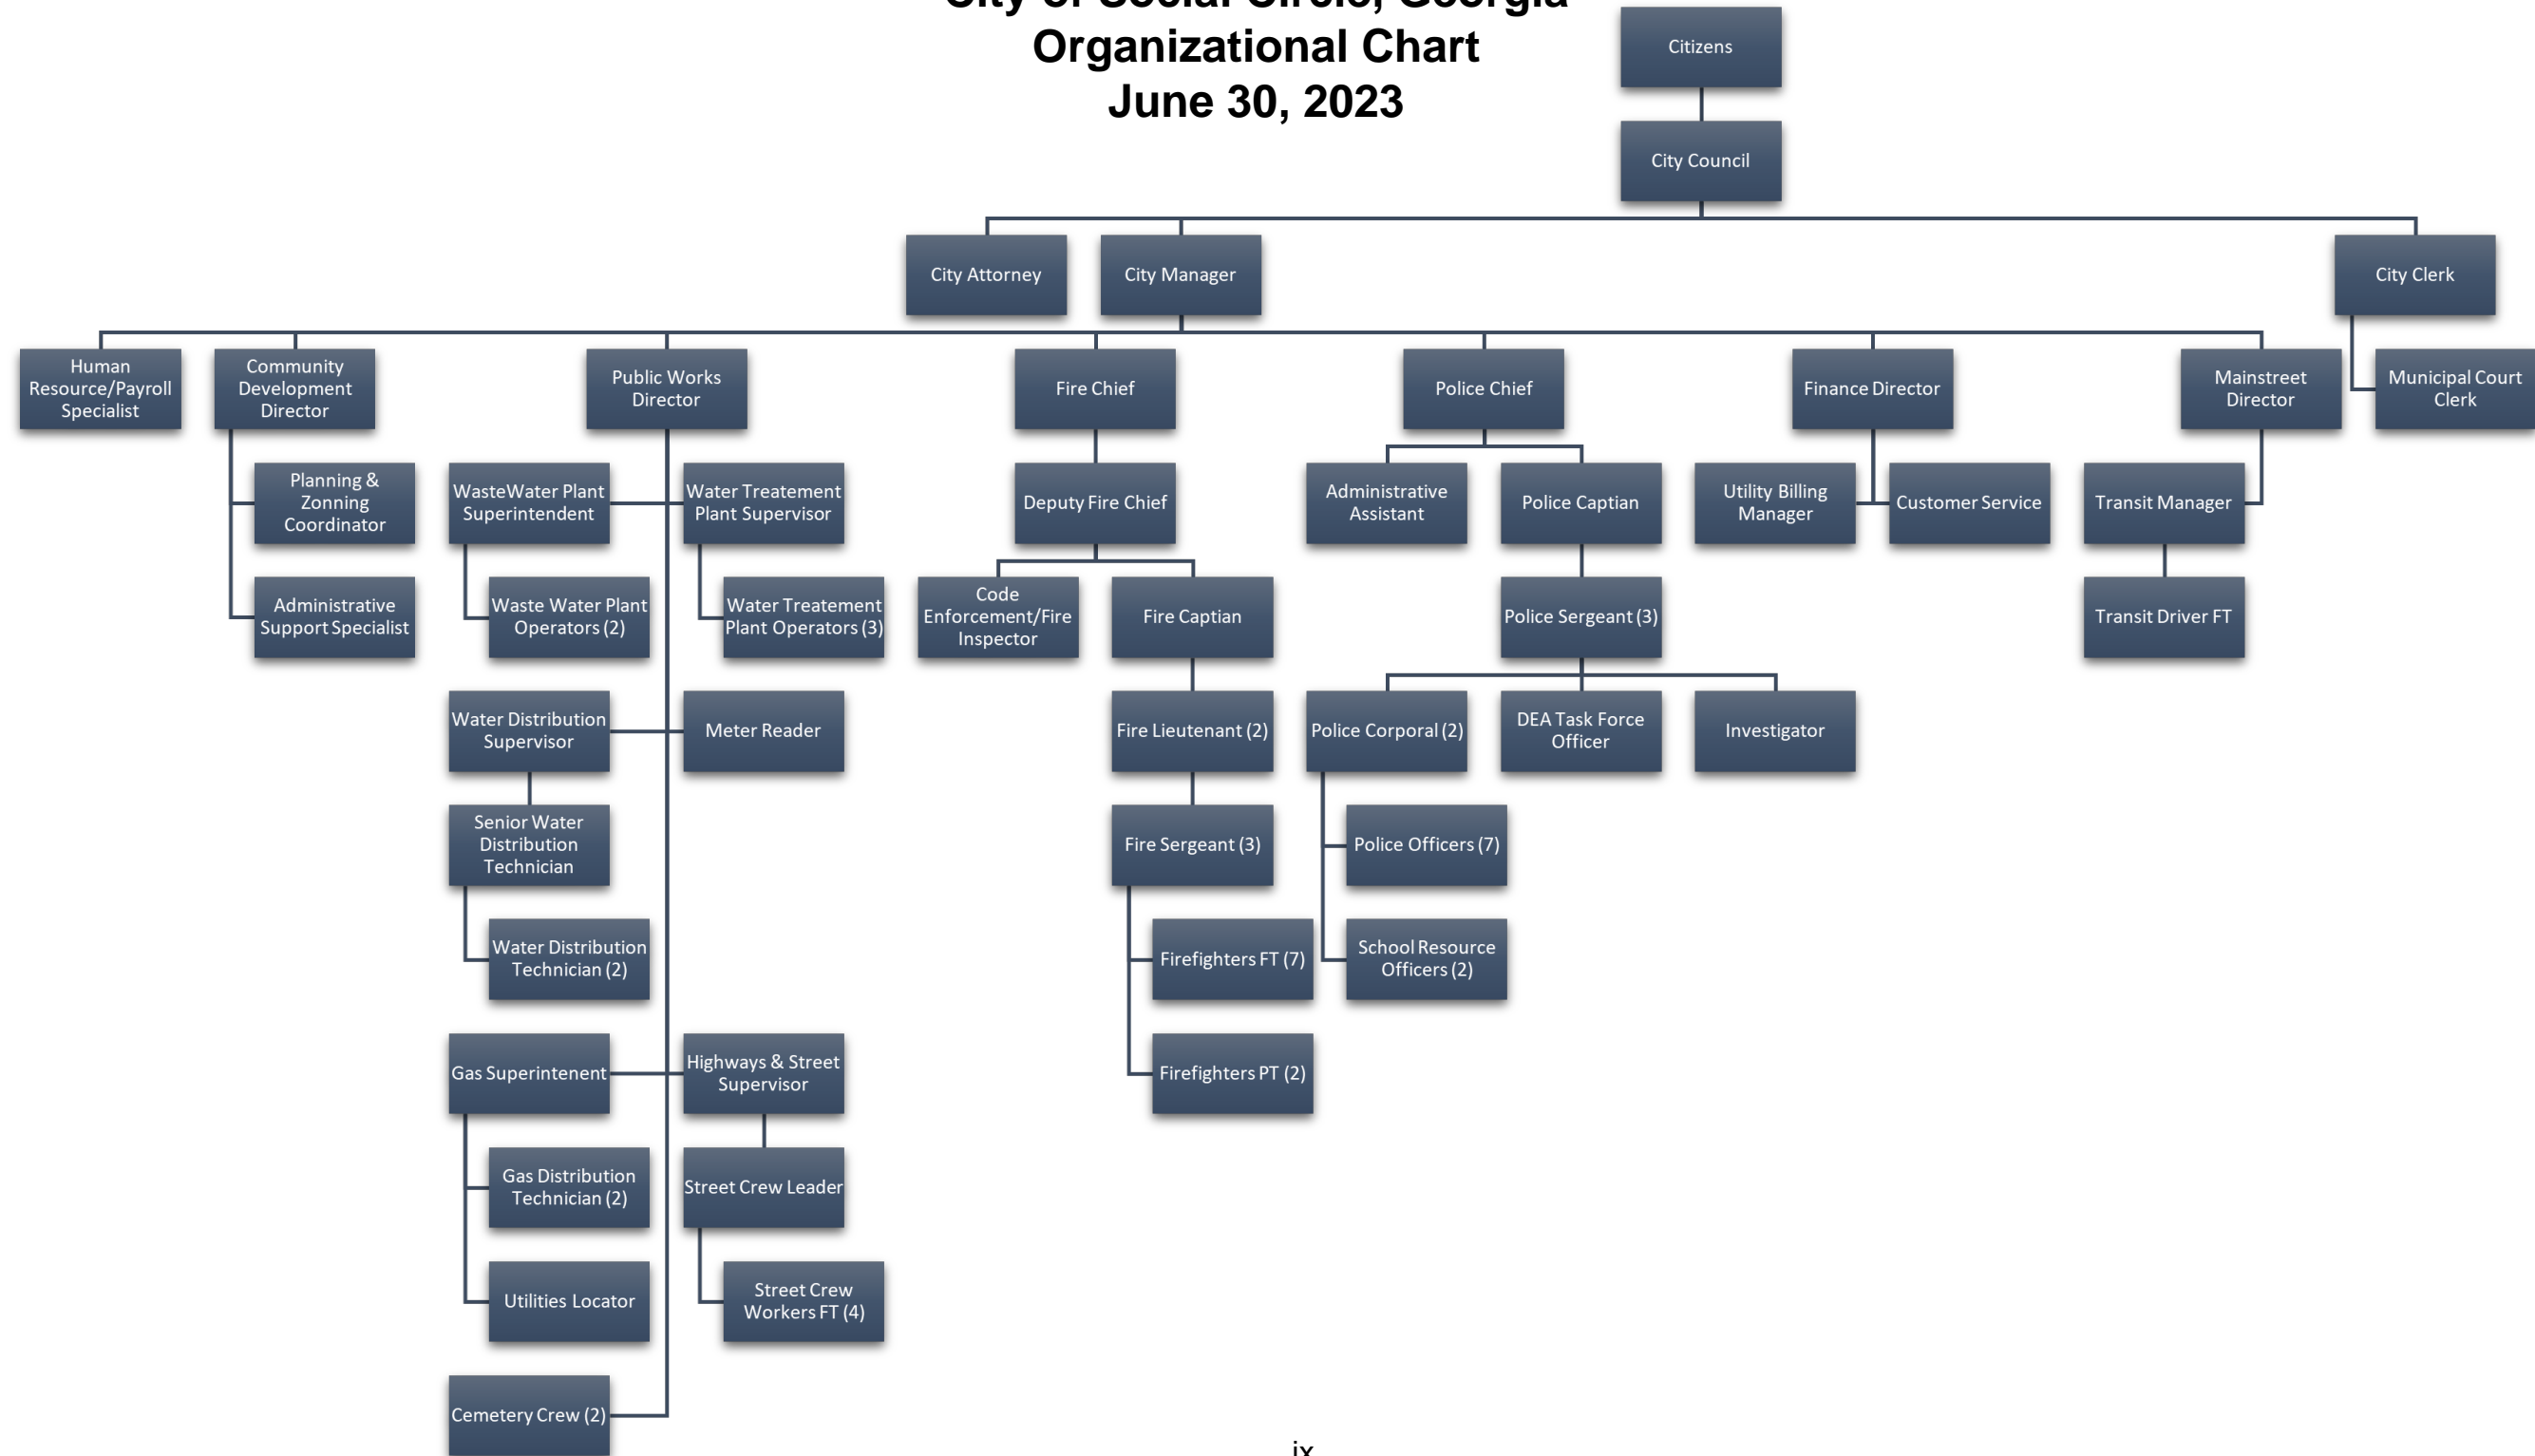 City of Social Circle, Georgia
Organizational Chart
June 30, 2023
Citizens
City Council
City Attorney
City Manager
City Clerk
Human
Resource/Payroll
Specialist
Community
Development
Director
Public Works
Director
Fire Chief
Police Chief
Finance Director
Mainstreet
Director
Municipal Court
Clerk
Planning &
Zonning
Coordinator
Administrative
Support Specialist
WasteWater Plant
Superintendent
Waste Water Plant
Operators (2)
Water Treatement
Plant Supervisor
Water Treatement
Plant Operators (3)
Water Distribution
Supervisor
Meter Reader
Senior Water
Distribution
Technician
Water Distribution
Technician (2)
Gas Superintenent
Gas Distribution
Technician (2)
Utilities Locator
Highways & Street
Supervisor
Street Crew Leader
Street Crew
Workers FT (4)
Cemetery Crew (2)
Deputy Fire Chief
Code
Enforcement/Fire
Inspector
Fire Captian
Fire Lieutenant (2)
Fire Sergeant (3)
Firefighters FT (7)
Firefighters PT (2)
Administrative
Assistant
Police Captian
Police Sergeant (3)
Police Corporal (2)
DEA Task Force
Officer
Investigator
Police Officers (7)
School Resource
Officers (2)
Utility Billing
Manager
Customer Service
Transit Manager
Transit Driver FT
ix